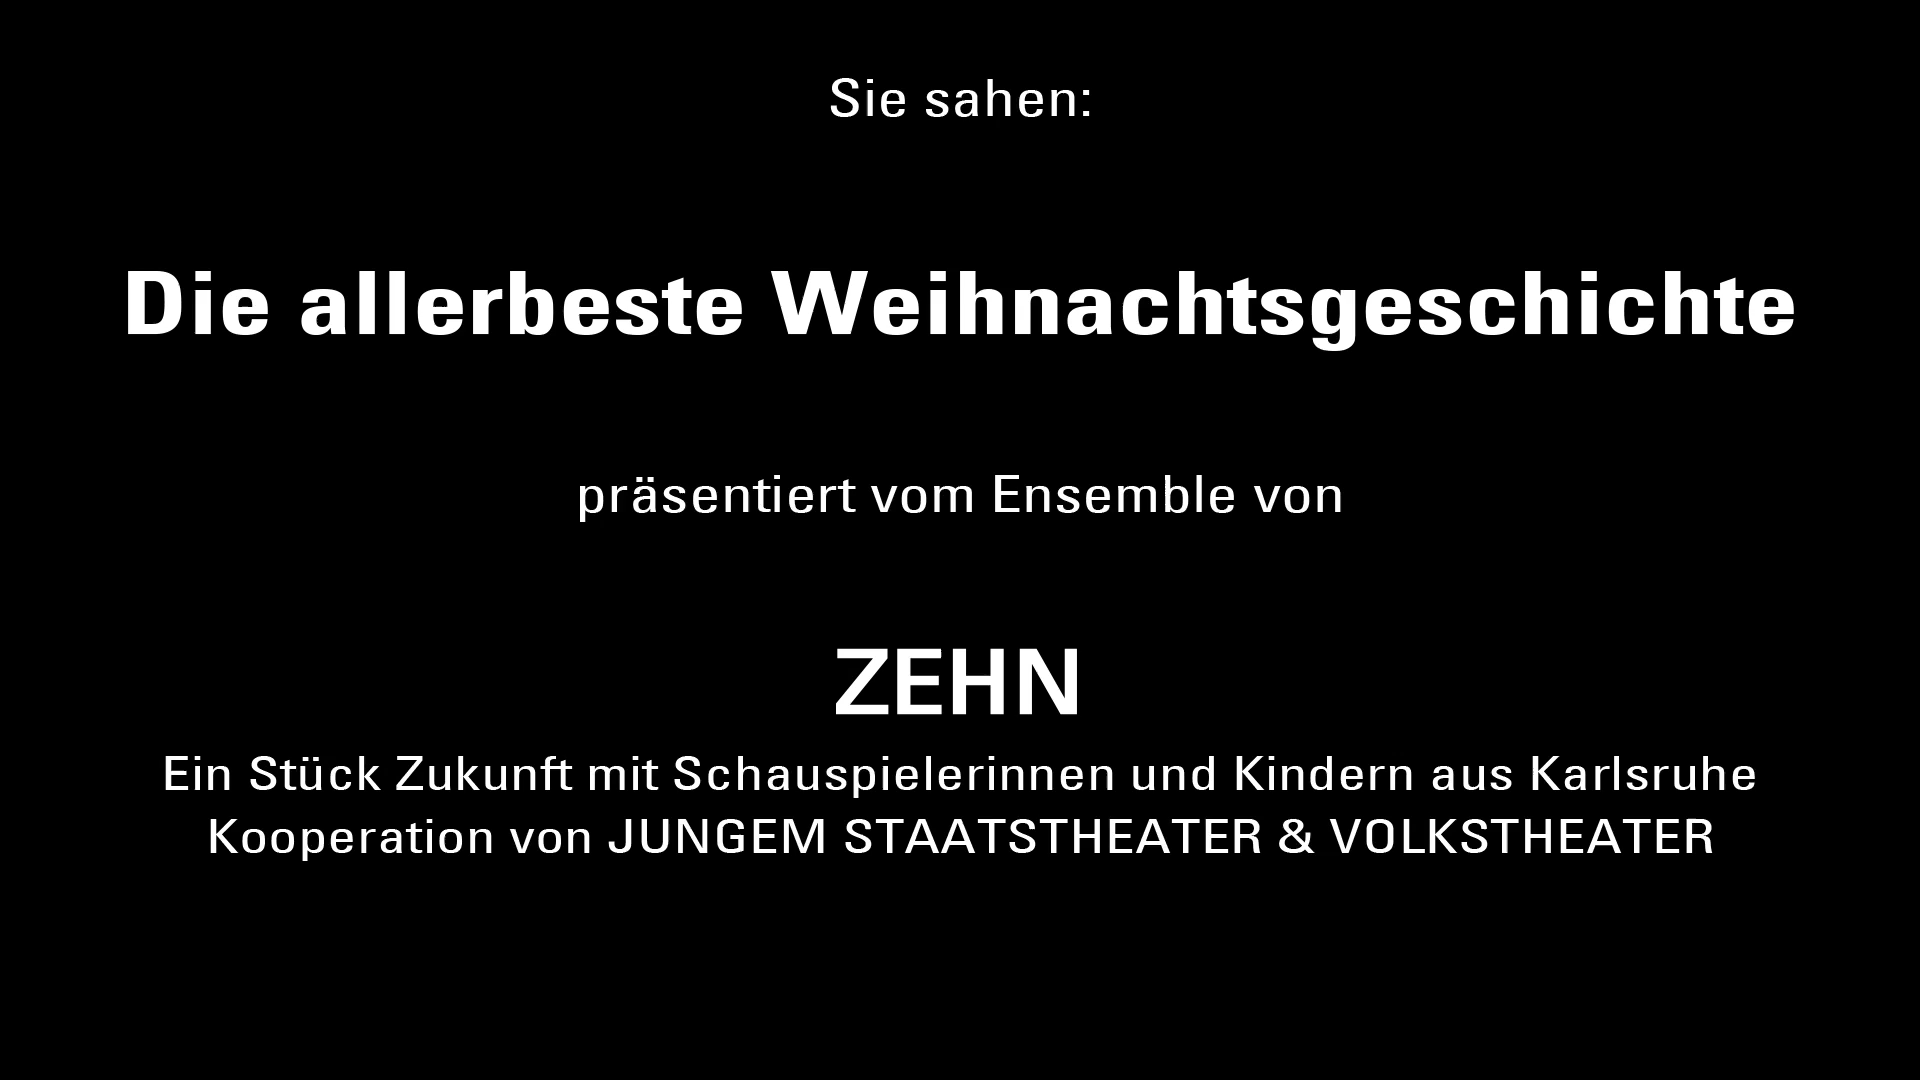 Sie sahen:
Die allerbeste Weihnachtsgeschichte
präsentiert vom Ensemble von
ZEHN
Ein Stück Zukunft mit Schauspielerinnen und Kindern aus Karlsruhe
Kooperation von JUNGEM STAATSTHEATER & VOLKSTHEATER